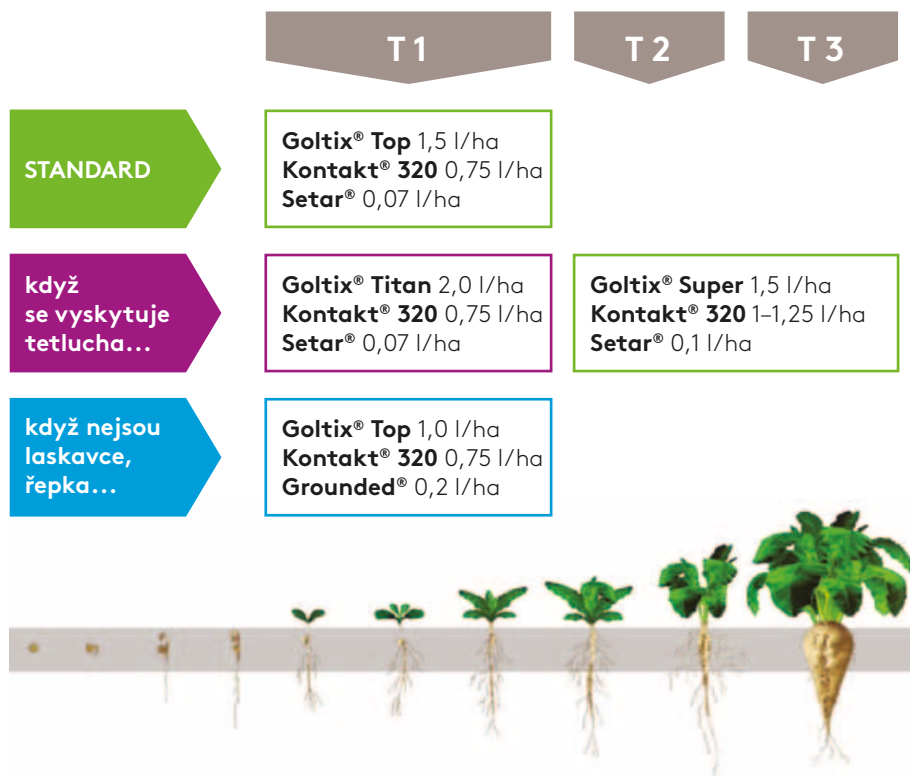 T 1
T 2
T 3
STANDARD
Goltix® Top 1,5 l/ha
Kontakt® 320 0,75 l/ha
Setar® 0,07 l/ha
když
se vyskytuje
tetlucha...
Goltix® Titan 2,0 l/ha
Kontakt® 320 0,75 l/ha
Setar® 0,07 l/ha
Goltix® Super 1,5 l/ha
Kontakt® 320 1–1,25 l/ha
Setar® 0,1 l/ha
když nejsou
laskavce,
řepka...
Goltix® Top 1,0 l/ha
Kontakt® 320 0,75 l/ha
Grounded® 0,2 l/ha